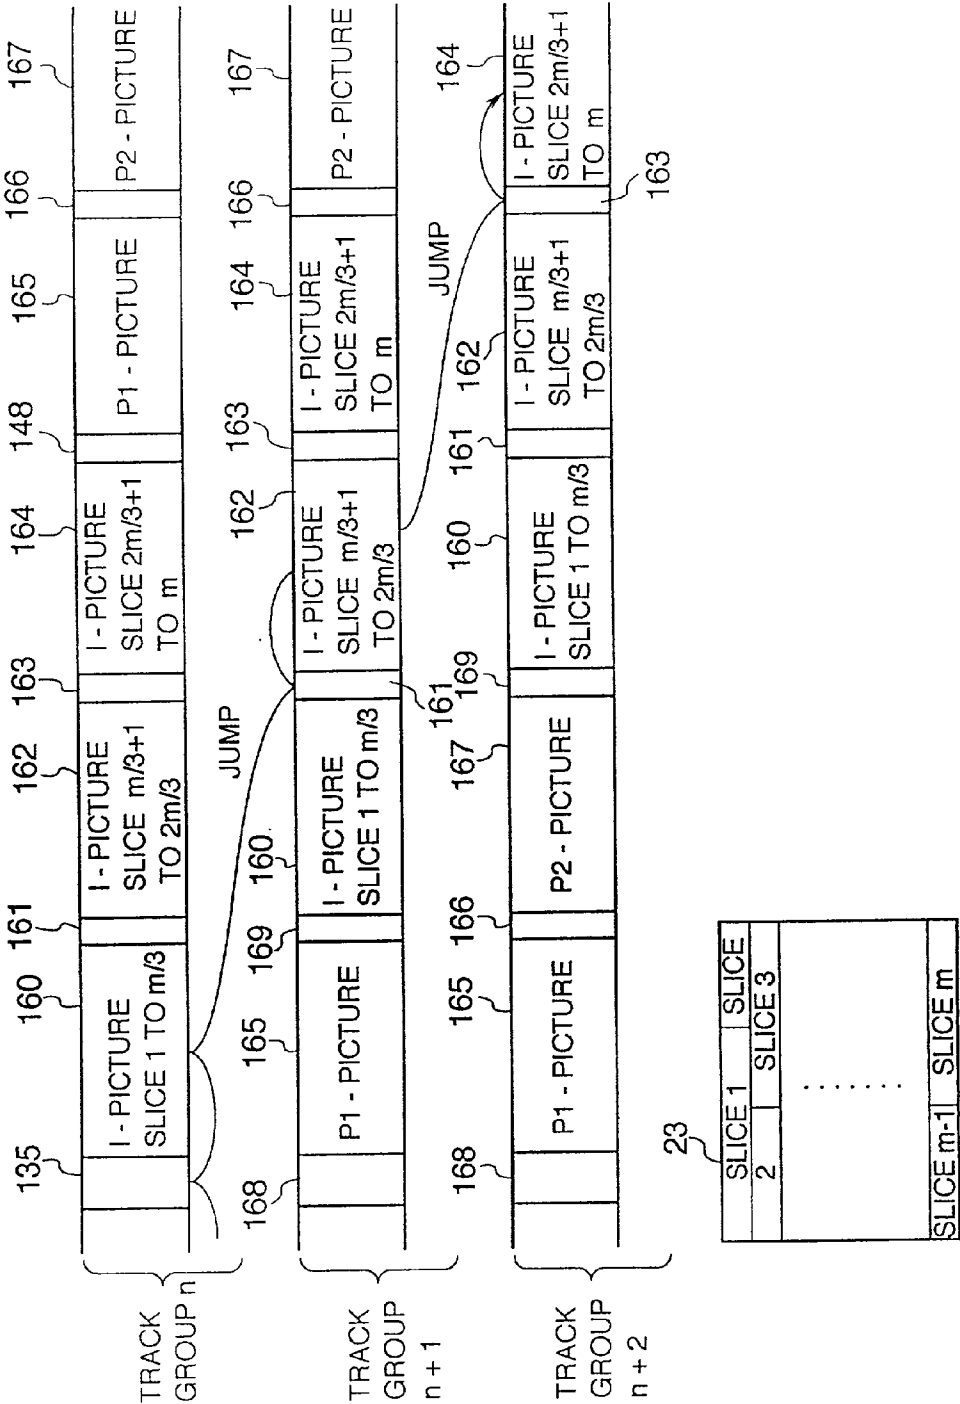 135 160 161 162 163 164 148 165 166 167
I - PICTURE
SLICE 1 TO m/3
I - PICTURE
SLICE m/3+1
TO 2m/3
I - PICTURE
SLICE 2m/3+1
TO m
P1 - PICTURE
P2 - PICTURE
TRACK
GROUP n
JUMP
168 165 169 160 162 163 164 166 167
P1 - PICTURE
I - PICTURE
SLICE 1 TO m/3
I - PICTURE
SLICE m/3+1
TO 2m/3
I - PICTURE
SLICE 2m/3+1
TO m
P2 - PICTURE
161
TRACK
GROUP
n + 1
JUMP
168 165 166 167 169 160 161 162 164
P1 - PICTURE
P2 - PICTURE
I - PICTURE
SLICE 1 TO m/3
I - PICTURE
SLICE m/3+1
TO 2m/3
I - PICTURE
SLICE 2m/3+1
TO m
163
TRACK
GROUP
n + 2
23
SLICE 1 SLICE
2 SLICE 3
.......
SLICE m-1 SLICE m